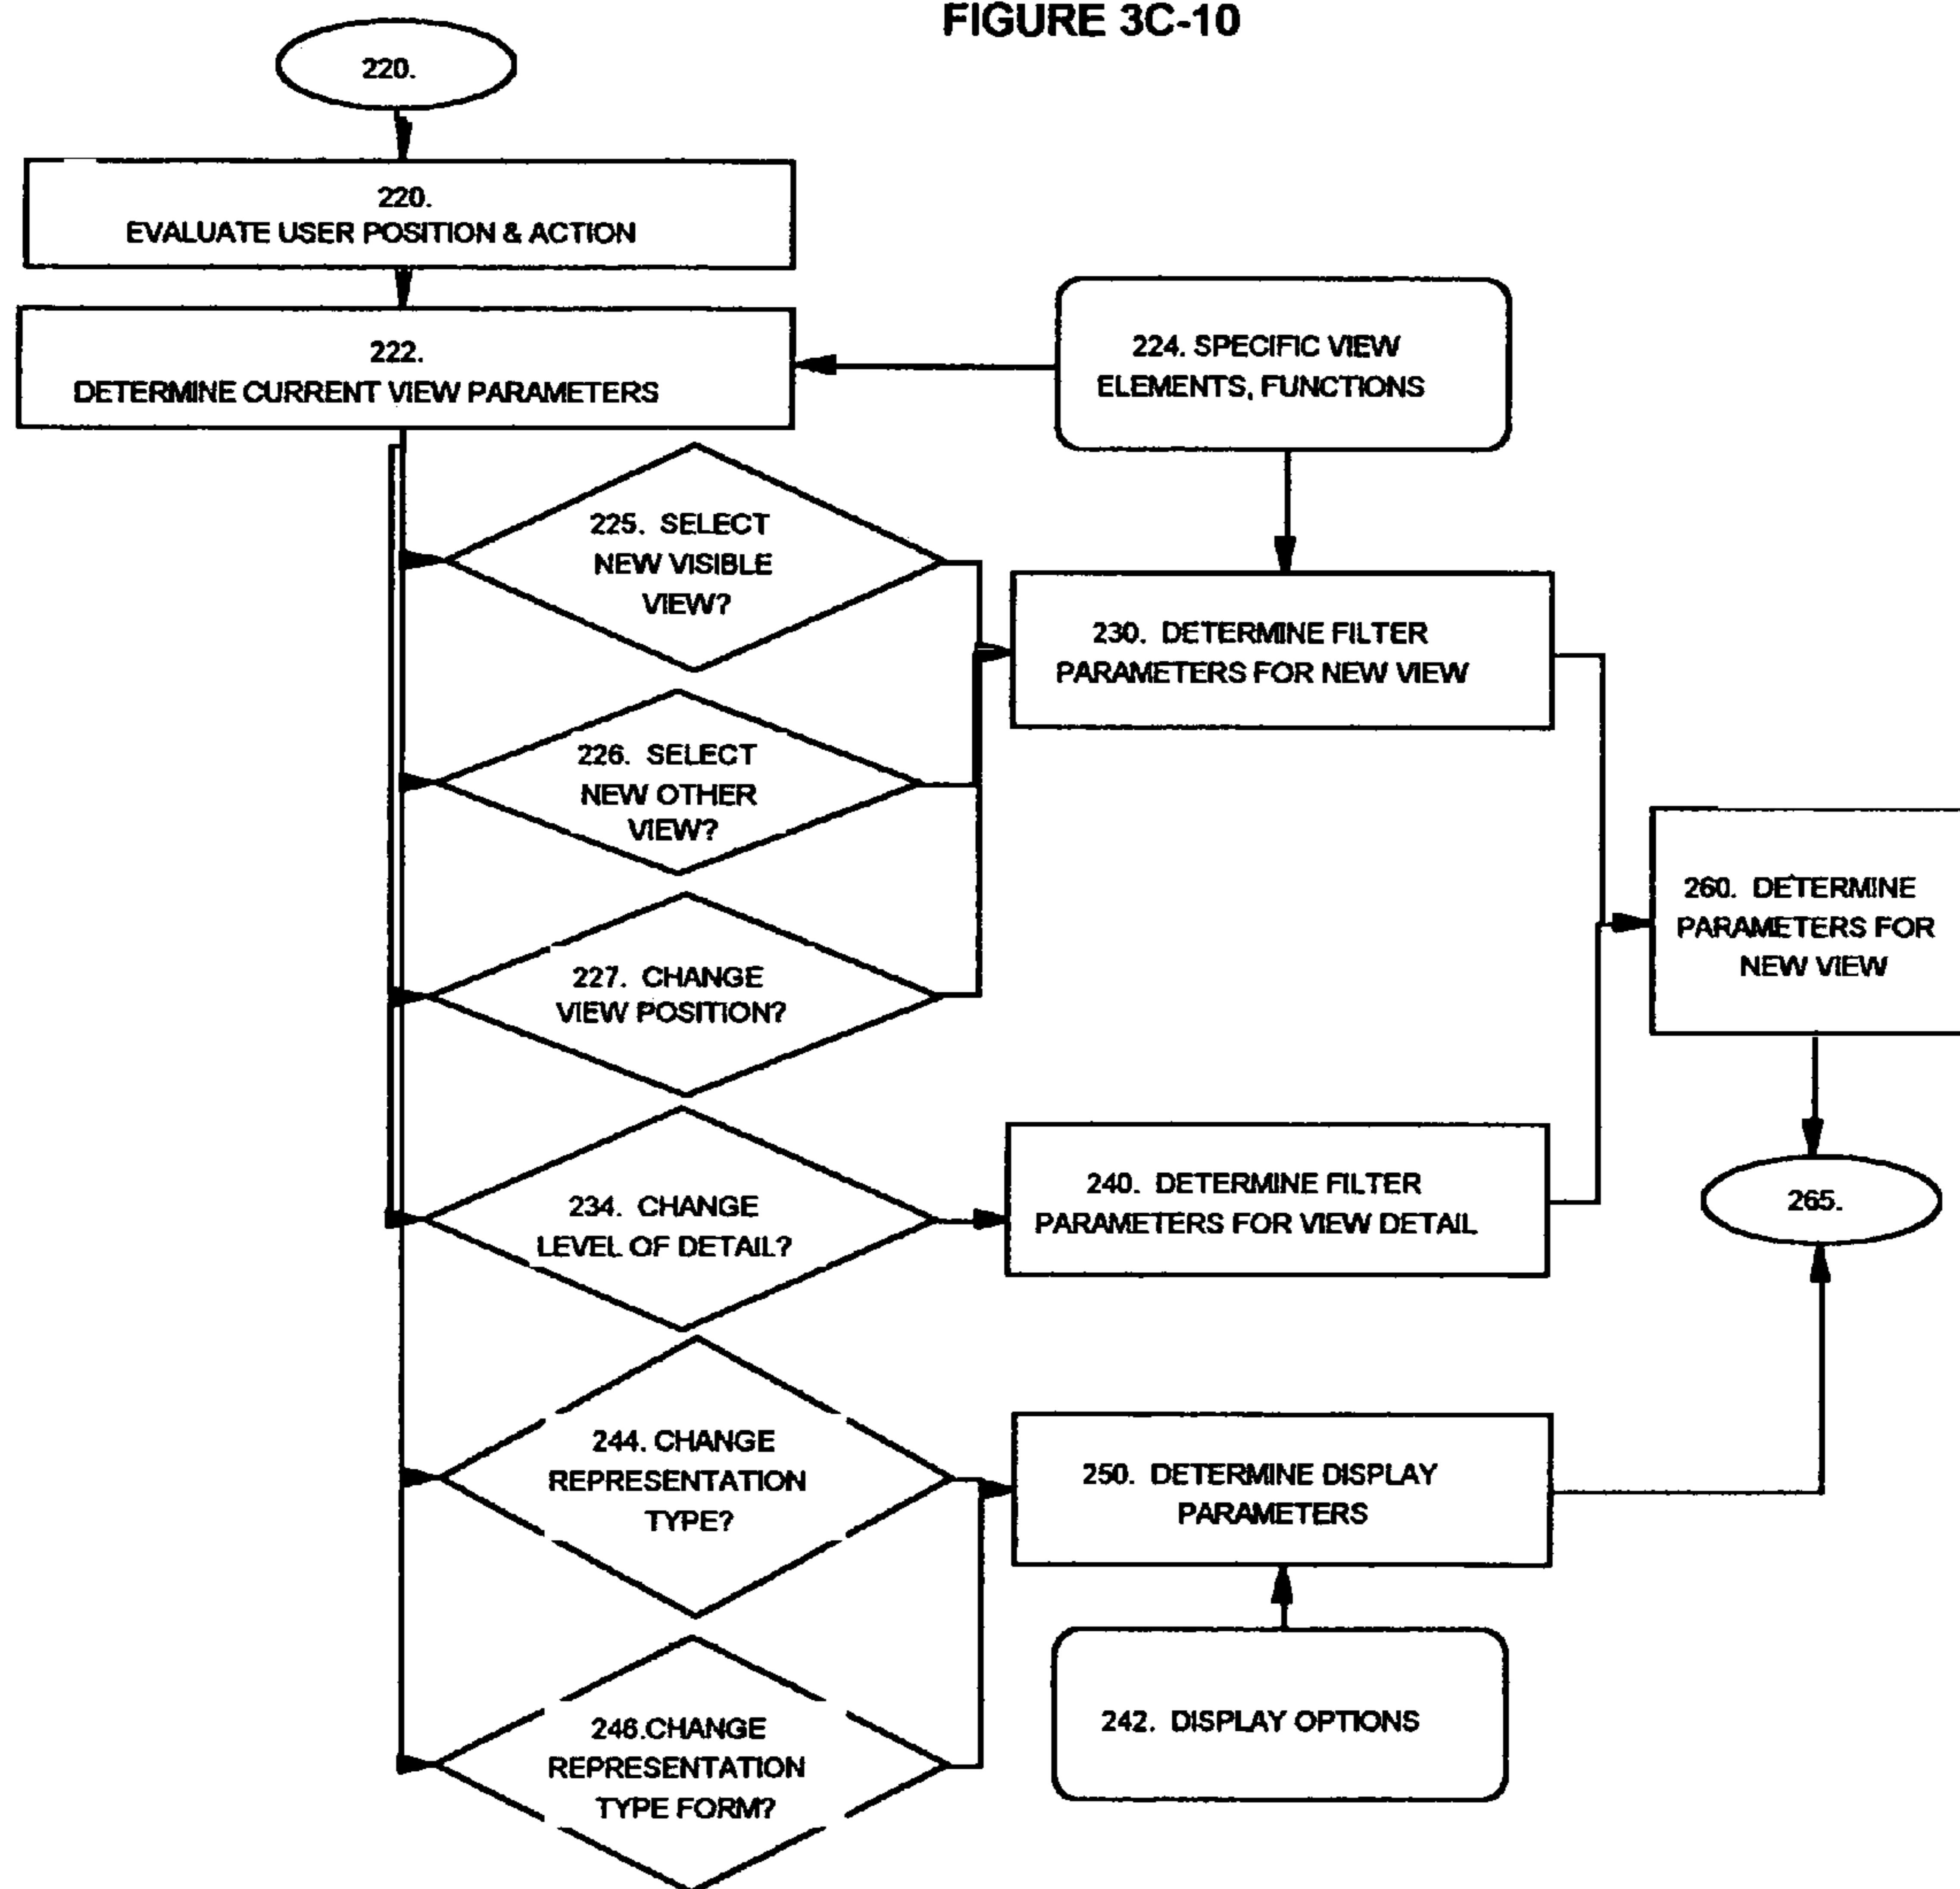 FIGURE 3C-10
220.
220.
EVALUATE USER POSITION & ACTION
222.
DETERMINE CURRENT VIEW PARAMETERS
224. SPECIFIC VIEW
ELEMENTS, FUNCTIONS
225. SELECT
NEW VISIBLE
VIEW?
230. DETERMINE FILTER
PARAMETERS FOR NEW VIEW
226. SELECT
NEW OTHER
VIEW?
260. DETERMINE
PARAMETERS FOR
NEW VIEW
227. CHANGE
VIEW POSITION?
234. CHANGE
LEVEL OF DETAIL?
240. DETERMINE FILTER
PARAMETERS FOR VIEW DETAIL
265.
244. CHANGE
REPRESENTATION
TYPE?
250. DETERMINE DISPLAY
PARAMETERS
246.CHANGE
REPRESENTATION
TYPE FORM?
242. DISPLAY OPTIONS